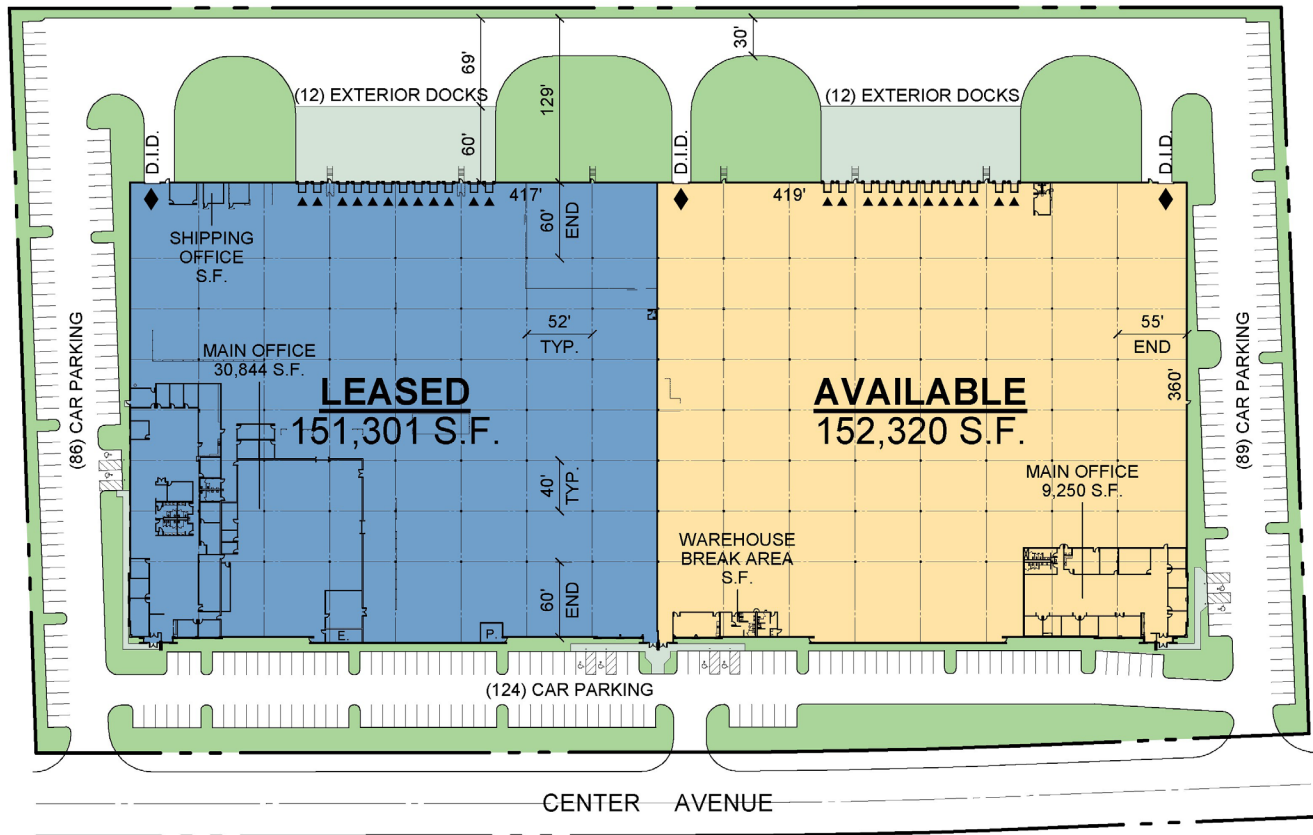 30'
69'
129'
(12) EXTERIOR DOCKS
(12) EXTERIOR DOCKS
60'
D.I.D.
D.I.D.
D.I.D.
417'
419'
60'
END
SHIPPING
OFFICE
S.F.
52'
TYP.
55'
END
(86) CAR PARKING
MAIN OFFICE
30,844 S.F.
LEASED
151,301 S.F.
AVAILABLE
152,320 S.F.
360'
(89) CAR PARKING
40'
TYP.
MAIN OFFICE
9,250 S.F.
WAREHOUSE
BREAK AREA
S.F.
60'
END
E.
P.
(124) CAR PARKING
CENTER AVENUE